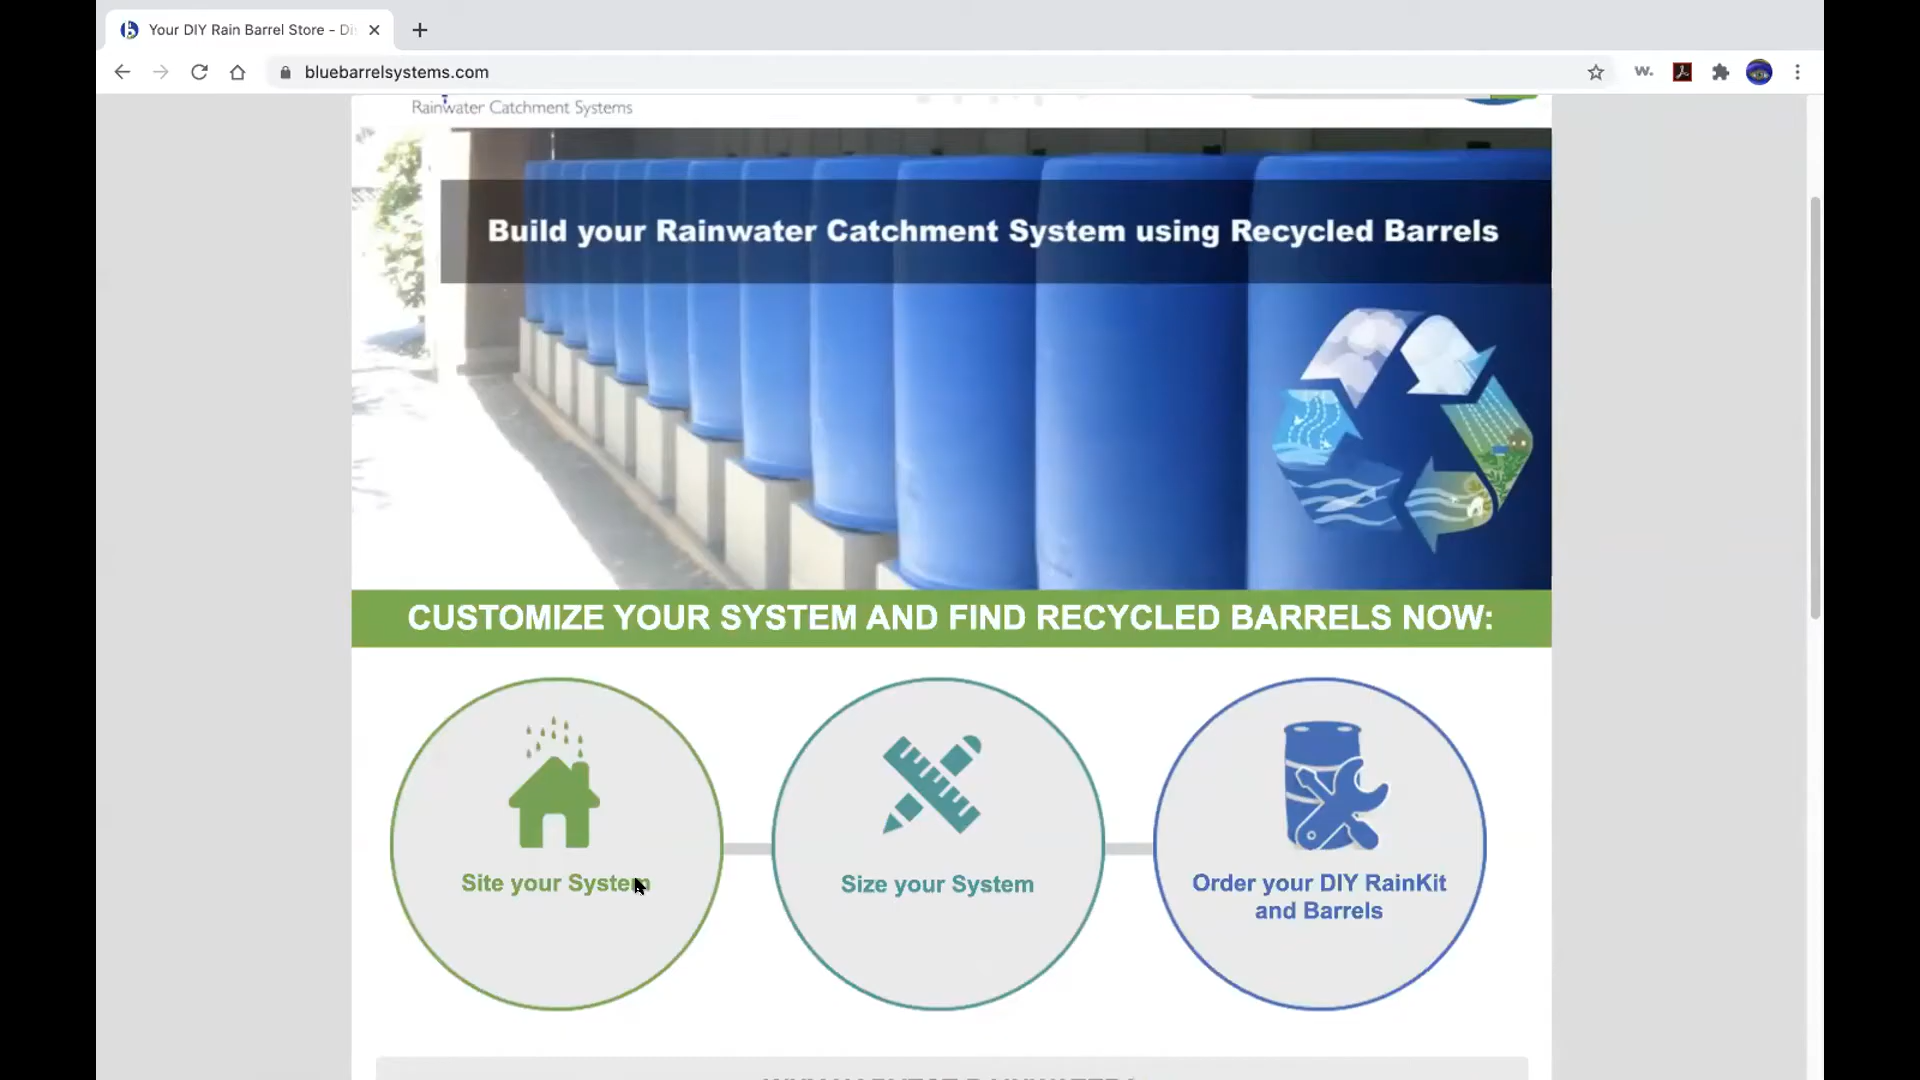 Your DIY Rain Barrel Store - Di
bluebarrelsystems.com
w.
Rainwater Catchment Systems
Build your Rainwater Catchment System using Recycled Barrels
CUSTOMIZE YOUR SYSTEM AND FIND RECYCLED BARRELS NOW:
Site your System
Size your System
Order your DIY RainKit
and Barrels